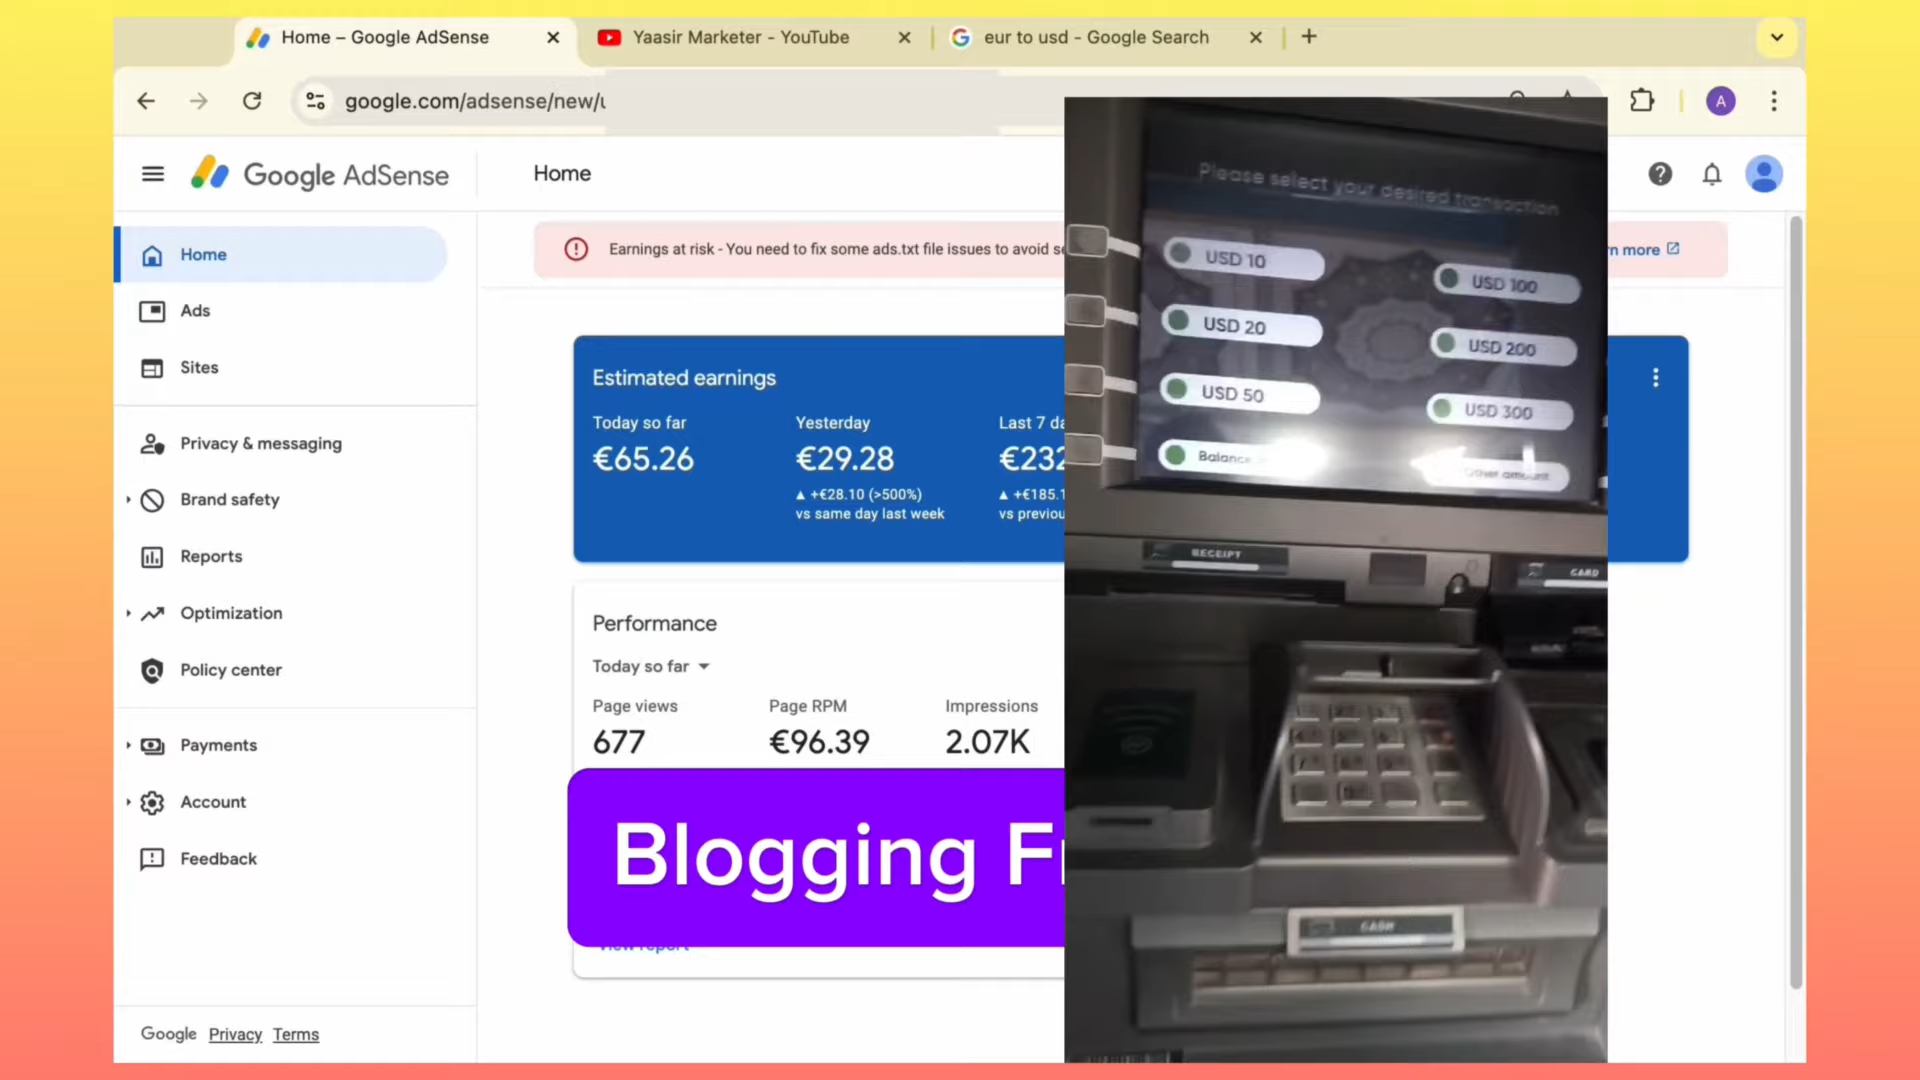 Home – Google AdSense
Yaasir Marketer - YouTube
eur to usd - Google Search
google.com/adsense/new/u
A
Google AdSense
Home
Home
Ads
Sites
Privacy & messaging
Brand safety
Reports
Optimization
Policy center
Payments
Account
Feedback
Google Privacy Terms
Earnings at risk - You need to fix some ads.txt file issues to avoid
more
Estimated earnings
Today so far
€65.26
Yesterday
€29.28
+€28.10 (>500%)
vs same day last week
Last 7
€232
+€185.1
vs
Performance
Today so far
Page views
677
Page RPM
€96.39
Impressions
2.07K
Blogging
View report
Please select your desired transaction
USD 10
USD 100
USD 20
USD 200
USD 50
USD 300
Balance
Other amount
RECEIPT
CARD
CASH